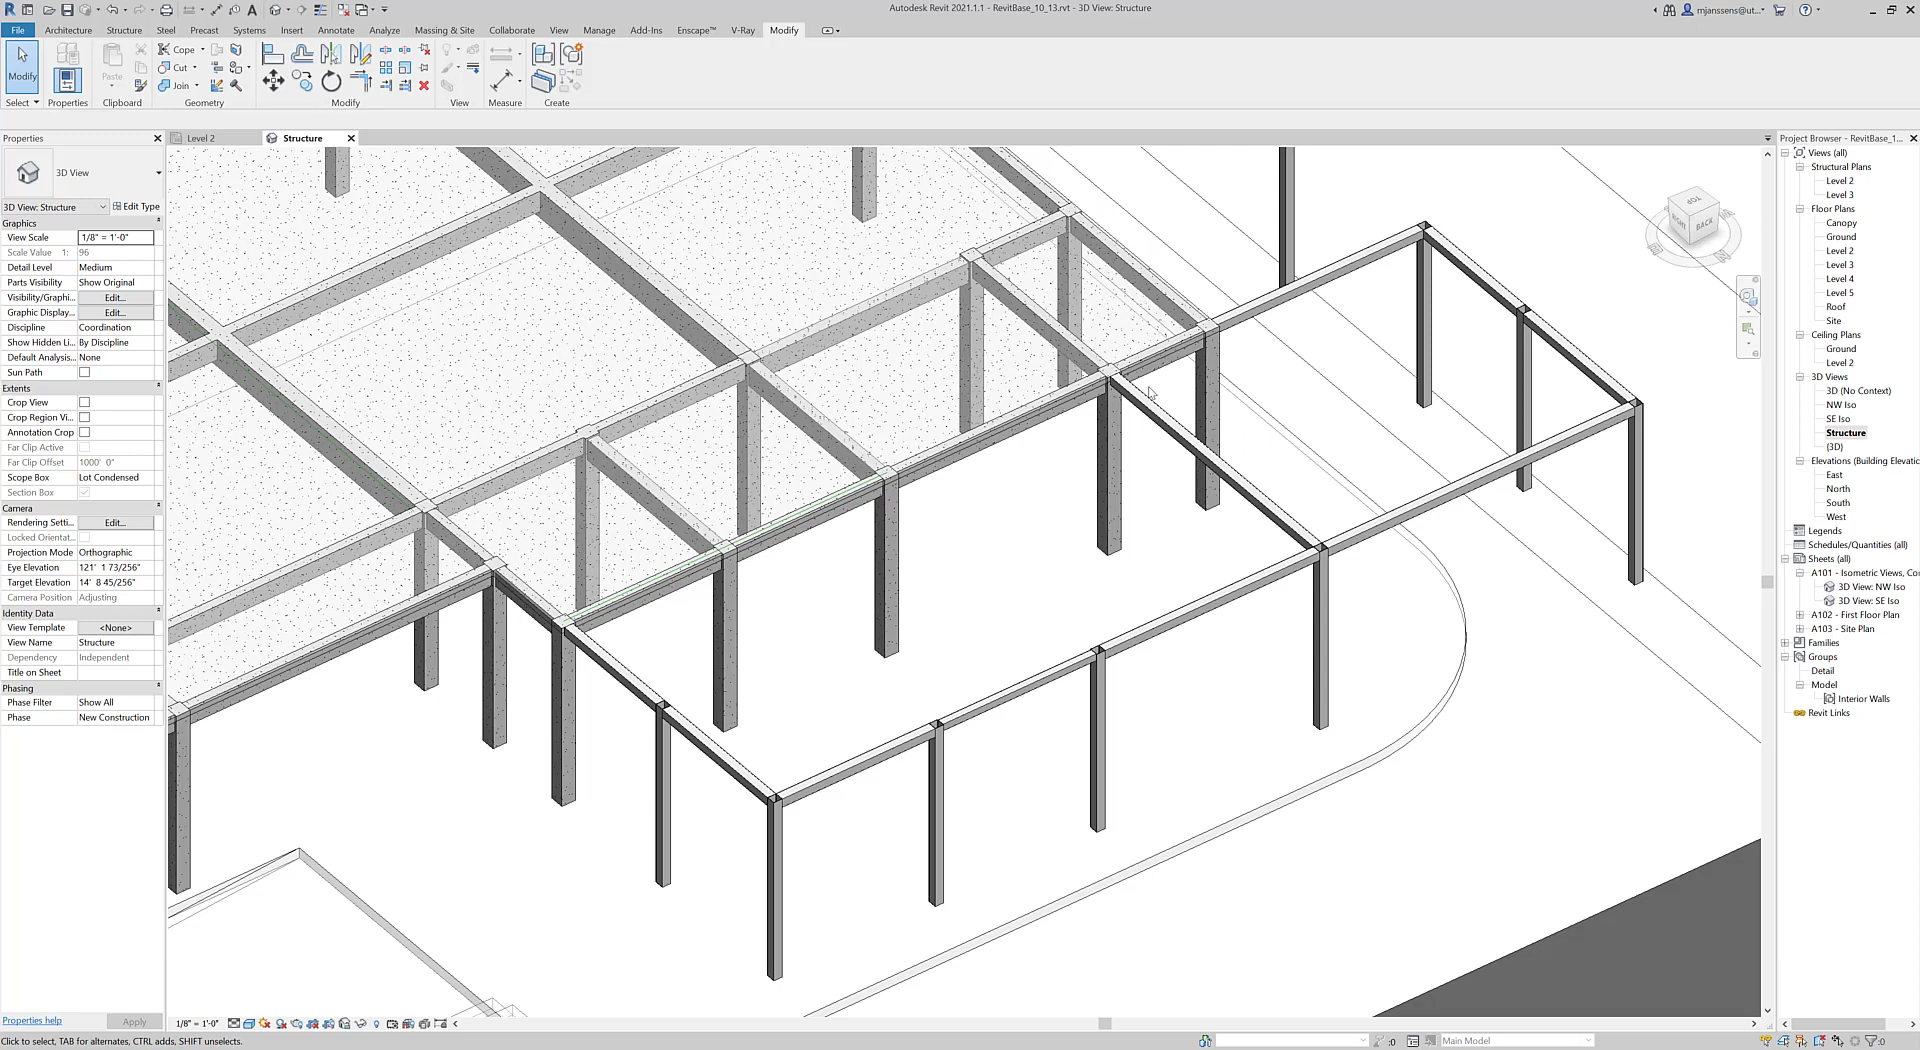 Autodesk Revit 2021.1.1 - RevitBase_10_13.rvt - 3D View: Structure
mjanssens@ut...
File Architecture Structure Steel Precast Systems Insert Annotate Analyze Massing & Site Collaborate View Manage Add-Ins Enscape™ V-Ray Modify
Modify
Paste
Cope
Cut
Join
Select Properties Clipboard Geometry Modify View Measure Create
Properties
3D View
3D View: Structure
Edit Type
Graphics
View Scale 1/8" = 1'-0"
Scale Value 1: 96
Detail Level Medium
Parts Visibility Show Original
Visibility/Graphi... Edit...
Graphic Display... Edit...
Discipline Coordination
Show Hidden Li... By Discipline
Default Analysis... None
Sun Path
Extents
Crop View
Crop Region Vi...
Annotation Crop
Far Clip Active
Far Clip Offset 1000' 0"
Scope Box Lot Condensed
Section Box
Camera
Rendering Setti... Edit...
Locked Orientat...
Projection Mode Orthographic
Eye Elevation 121' 1 73/256"
Target Elevation 14' 8 45/256"
Camera Position Adjusting
Identity Data
View Template <None>
View Name Structure
Dependency Independent
Title on Sheet
Phasing
Phase Filter Show All
Phase New Construction
Properties help
Apply
Level 2
Structure
TOP
RIGHT
BACK
Project Browser - RevitBase_1...
Views (all)
Structural Plans
Level 2
Level 3
Floor Plans
Canopy
Ground
Level 2
Level 3
Level 4
Level 5
Roof
Site
Ceiling Plans
Ground
Level 2
3D Views
3D (No Context)
NW Iso
SE Iso
Structure
{3D}
Elevations (Building Elevatic
East
North
South
West
Legends
Schedules/Quantities (all)
Sheets (all)
A101 - Isometric Views, Co
3D View: NW Iso
3D View: SE Iso
A102 - First Floor Plan
A103 - Site Plan
Families
Groups
Detail
Model
Interior Walls
Revit Links
1/8" = 1'-0"
Click to select, TAB for alternates, CTRL adds, SHIFT unselects.
:0
Main Model
:0